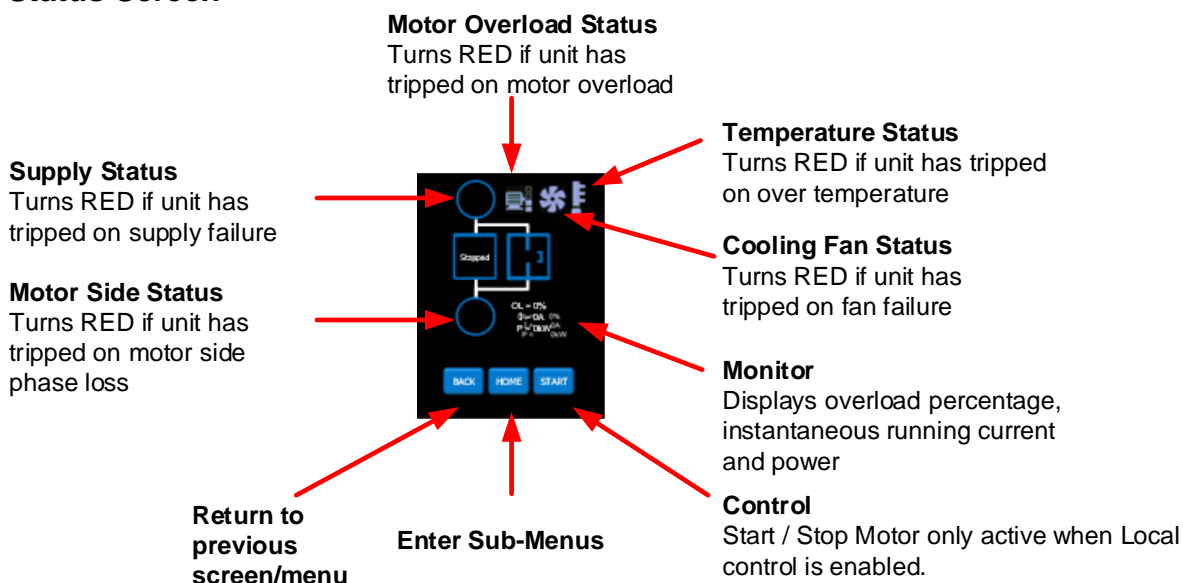 Status Screen
Motor Overload Status
Turns RED if unit has
tripped on motor overload
Supply Status
Turns RED if unit has
tripped on supply failure
Motor Side Status
Turns RED if unit has
tripped on motor side
phase loss
Temperature Status
Turns RED if unit has tripped
on over temperature
Cooling Fan Status
Turns RED if unit has
tripped on fan failure
Monitor
Displays overload percentage,
instantaneous running current
and power
Control
Start / Stop Motor only active when Local
control is enabled.
Stopped
OL = 0%
BACK HOME START
Return to
previous
screen/menu
Enter Sub-Menus